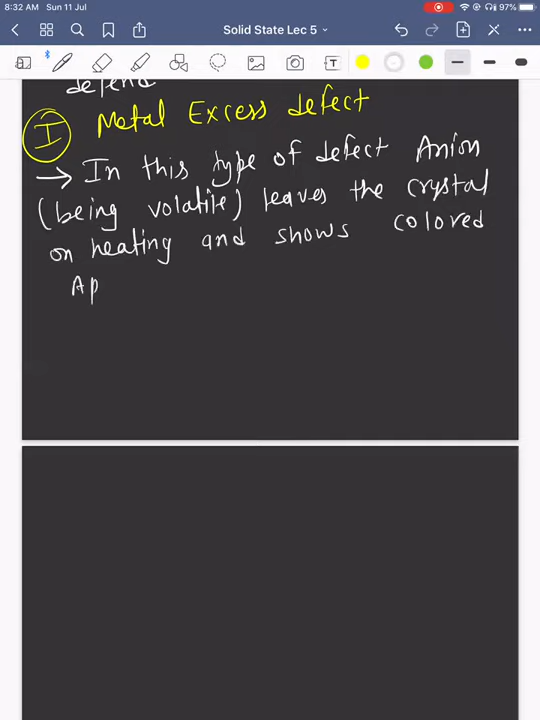 8:32 AM Sun 11 Jul
97%
Solid State Lec 5
T
defend
I Metal Excess defect
→ In this type of defect Anion
(being volatile) leaves the crystal
on heating and shows colored
Ap